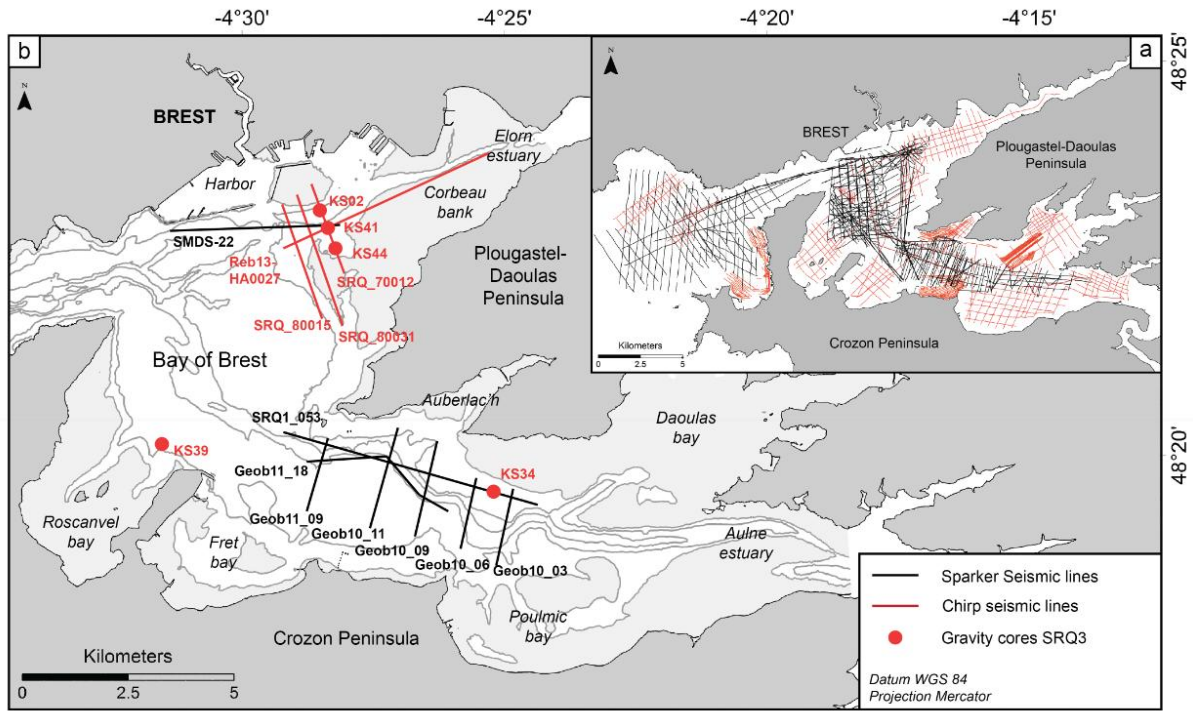 -4°30'
-4°25'
-4°20'
-4°15'
b
N
BREST
Harbor
Elorn
estuary
Corbeau
bank
KS02
KS41
KS44
SMDS-22
Reb13-
HA0027
SRQ_70012
SRQ_80015
SRQ_80031
Plougastel-
Daoulas
Peninsula
Bay of Brest
Auberlac'h
SRQ1_053
Daoulas
bay
KS39
KS34
Geob11_18
Geob11_09
Geob10_11
Geob10_09
Geob10_06
Geob10_03
Roscanvel
bay
Fret
bay
Aulne
estuary
Poulmic
bay
Crozon Peninsula
Kilometers
0 2.5 5
a
N
BREST
Plougastel-Daoulas
Peninsula
Crozon Peninsula
Kilometers
0 2.5 5
48°25'
48°20'
Sparker Seismic lines
Chirp seismic lines
Gravity cores SRQ3
Datum WGS 84
Projection Mercator